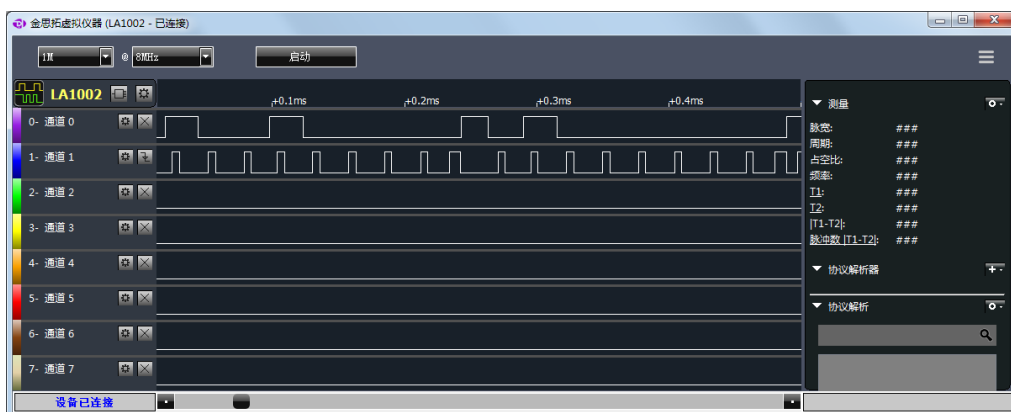 金思拓虚拟仪器 (LA1002 - 已连接)
1M @ 8MHz 启动
LA1002
+0.1ms +0.2ms +0.3ms +0.4ms
0- 通道 0
1- 通道 1
2- 通道 2
3- 通道 3
4- 通道 4
5- 通道 5
6- 通道 6
7- 通道 7
设备已连接
测量
脉宽: ###
周期: ###
占空比: ###
频率: ###
T1: ###
T2: ###
|T1-T2|: ###
脉冲数 |T1-T2|: ###
协议解析器
协议解析